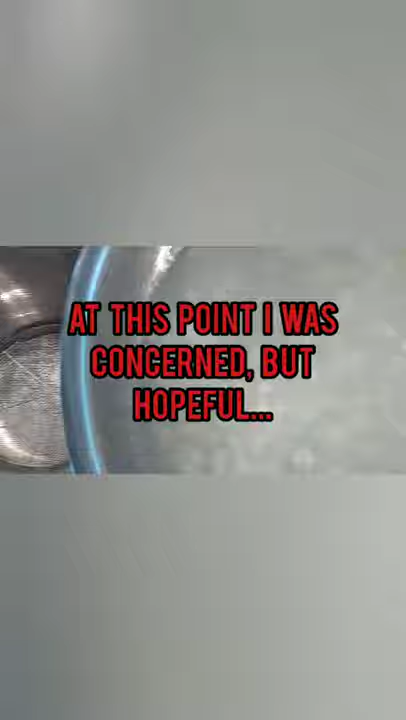 AT THIS POINT I WAS
CONCERNED, BUT
HOPEFUL...